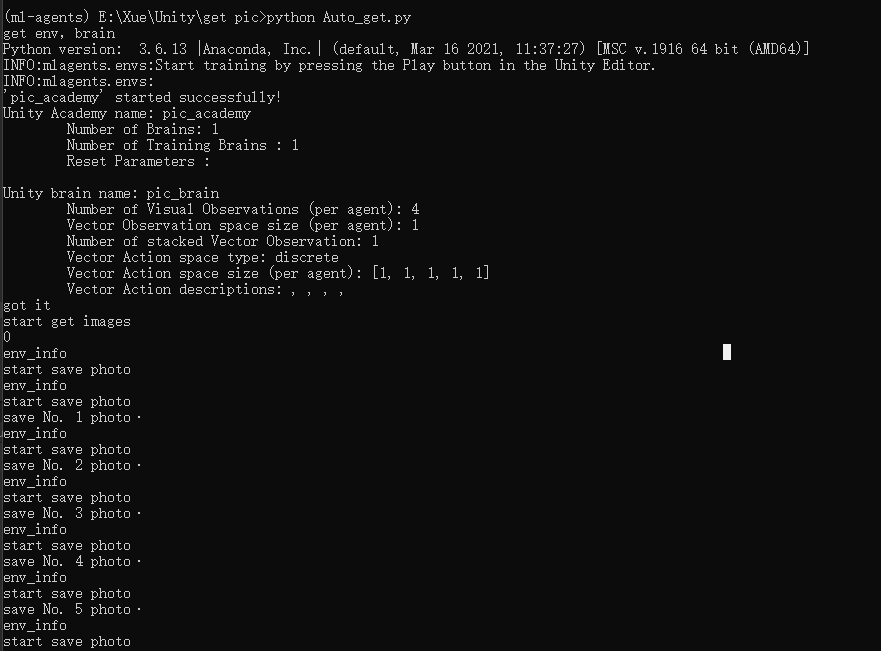 (ml-agents) E:\Xue\Unity\get pic>python Auto_get.py
get env, brain
Python version:  3.6.13 |Anaconda, Inc.| (default, Mar 16 2021, 11:37:27) [MSC v.1916 64 bit (AMD64)]
INFO:mlagents.envs:Start training by pressing the Play button in the Unity Editor.
INFO:mlagents.envs:
'pic_academy' started successfully!
Unity Academy name: pic_academy
        Number of Brains: 1
        Number of Training Brains : 1
        Reset Parameters :

Unity brain name: pic_brain
        Number of Visual Observations (per agent): 4
        Vector Observation space size (per agent): 1
        Number of stacked Vector Observation: 1
        Vector Action space type: discrete
        Vector Action space size (per agent): [1, 1, 1, 1, 1]
        Vector Action descriptions: , , , ,
got it
start get images
0
env_info
start save photo
env_info
start save photo
save No. 1 photo·
env_info
start save photo
save No. 2 photo·
env_info
start save photo
save No. 3 photo·
env_info
start save photo
save No. 4 photo·
env_info
start save photo
save No. 5 photo·
env_info
start save photo